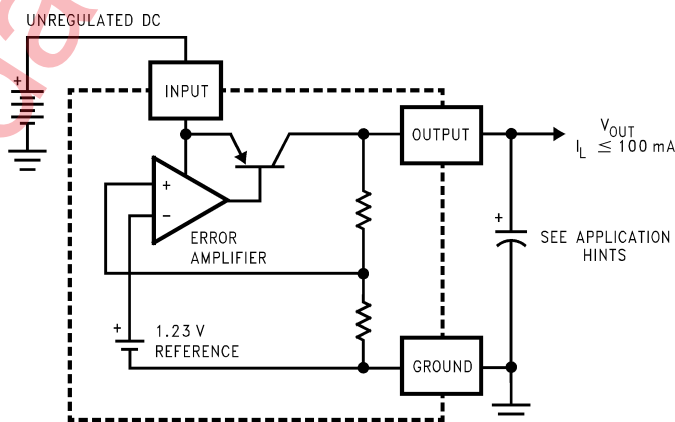 UNREGULATED DC
+
INPUT
OUTPUT
VOUT
IL ≤ 100 mA
+
−
ERROR
AMPLIFIER
+
SEE APPLICATION
HINTS
+
1.23 V
REFERENCE
GROUND